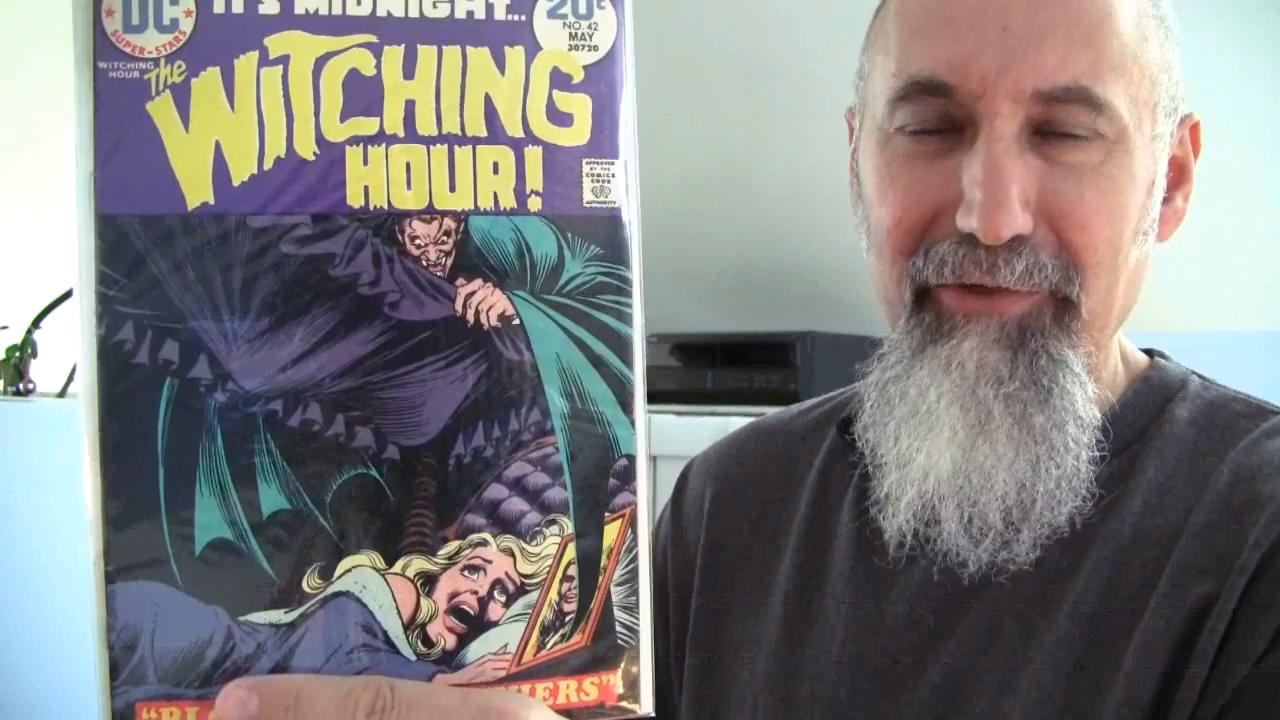 DC
SUPER-STARS
IT'S MIDNIGHT...
20¢
NO. 42
MAY
30720
WITCHING
HOUR
The
WITCHING
HOUR!
APPROVED
BY THE
COMICS
CODE
AUTHORITY